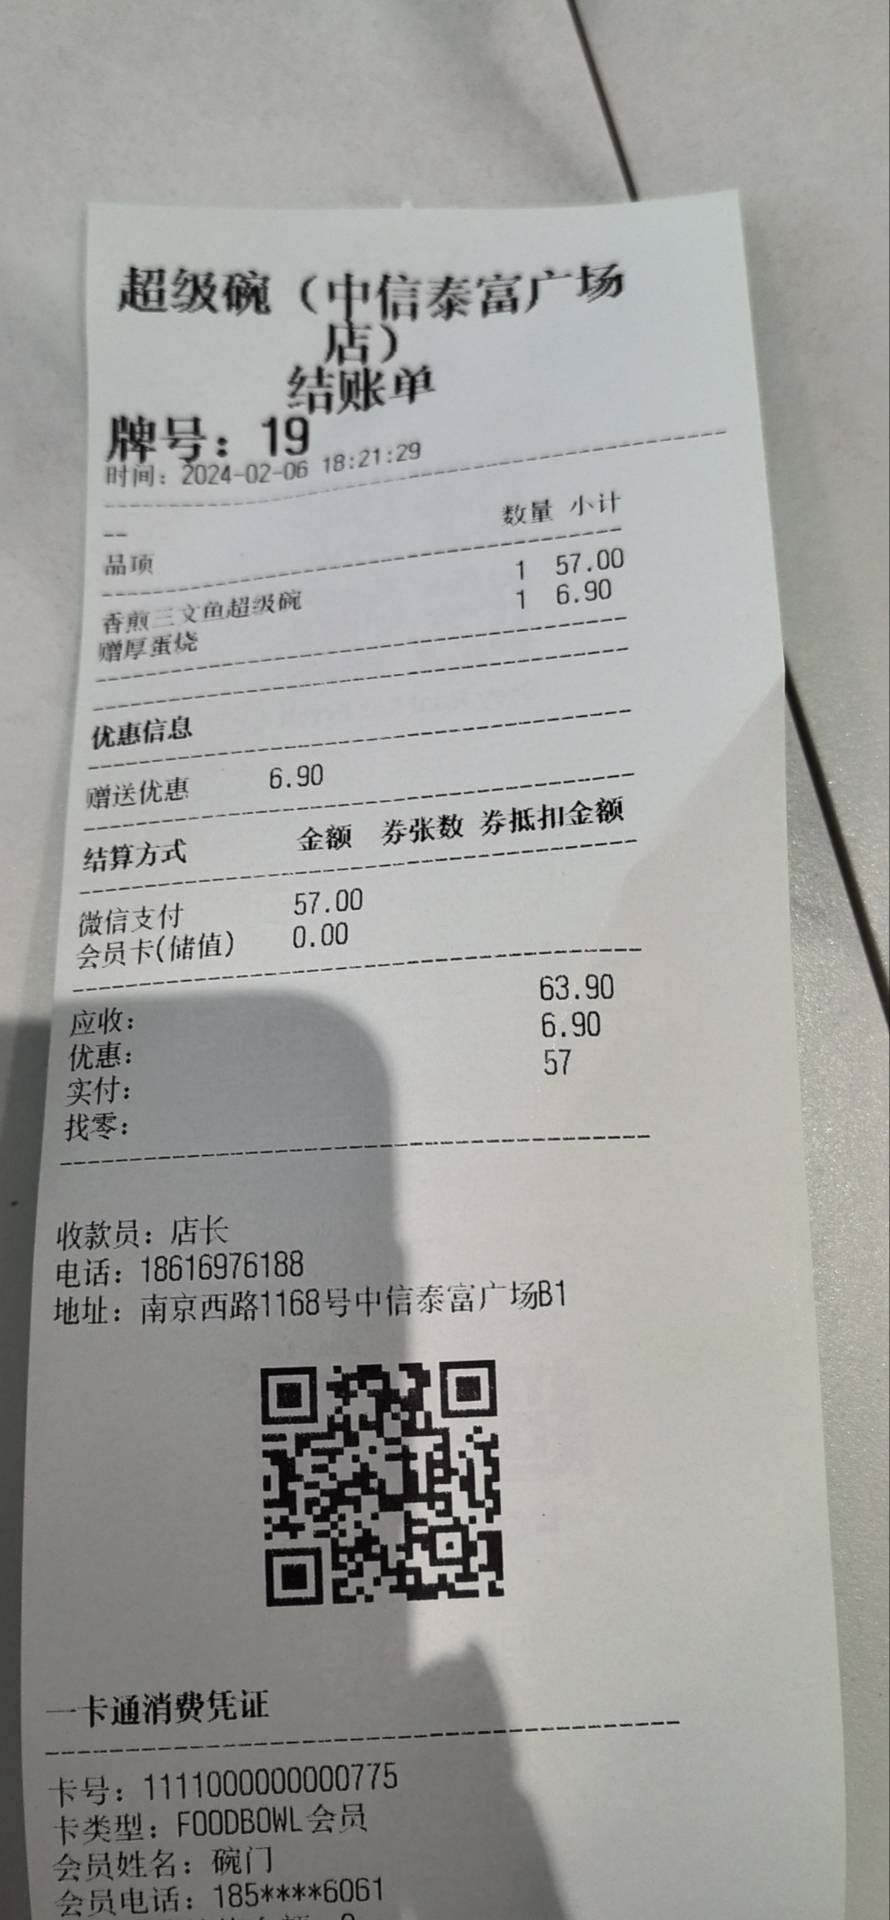 超级碗（中信泰富广场
店）
结账单
牌号：19
时间：2024-02-06 18:21:29
--
品项 数量 小计
香煎三文鱼超级碗 1 57.00
赠厚蛋烧 1 6.90
优惠信息
赠送优惠 6.90
结算方式 金额 券张数 券抵扣金额
微信支付 57.00
会员卡(储值) 0.00
应收： 63.90
优惠： 6.90
实付： 57
找零：
收款员：店长
电话：18616976188
地址：南京西路1168号中信泰富广场B1
一卡通消费凭证
卡号：1111000000000775
卡类型：FOODBOWL会员
会员姓名：碗门
会员电话：185****6061